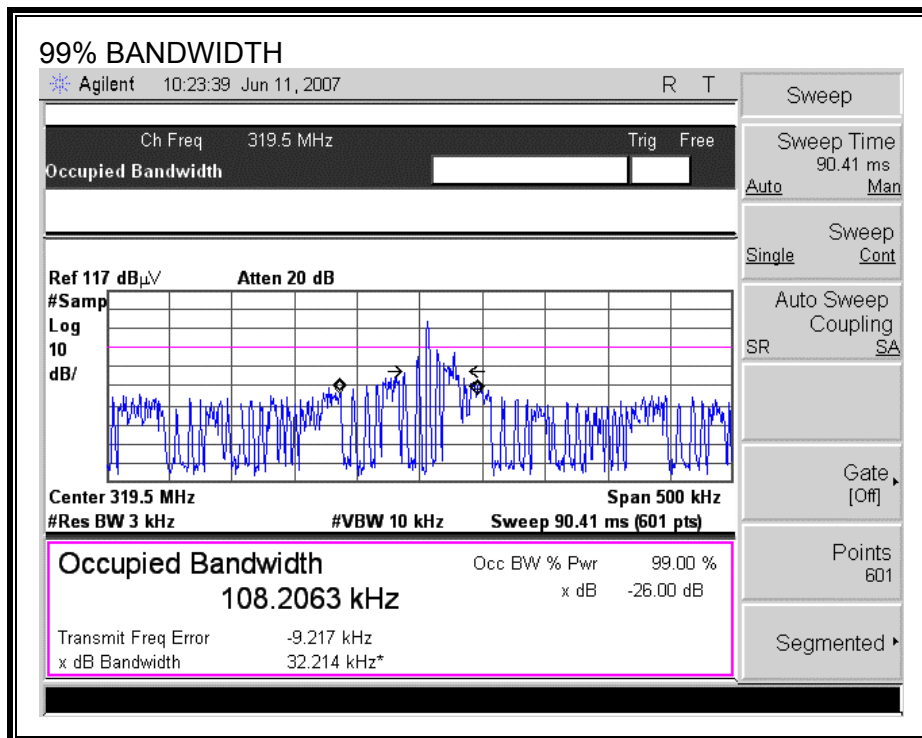 99% BANDWIDTH
Agilent 10:23:39 Jun 11, 2007 R T
Ch Freq 319.5 MHz Trig Free
Occupied Bandwidth
Ref 117 dBµV Atten 20 dB
#Samp
Log
10
dB/
Center 319.5 MHz Span 500 kHz
#Res BW 3 kHz #VBW 10 kHz Sweep 90.41 ms (601 pts)
Occupied Bandwidth Occ BW % Pwr 99.00 %
108.2063 kHz x dB -26.00 dB
Transmit Freq Error -9.217 kHz
x dB Bandwidth 32.214 kHz*
Sweep
Sweep Time
90.41 ms
Auto Man
Sweep
Single Cont
Auto Sweep
Coupling
SR SA
Gate
[Off]
Points
601
Segmented